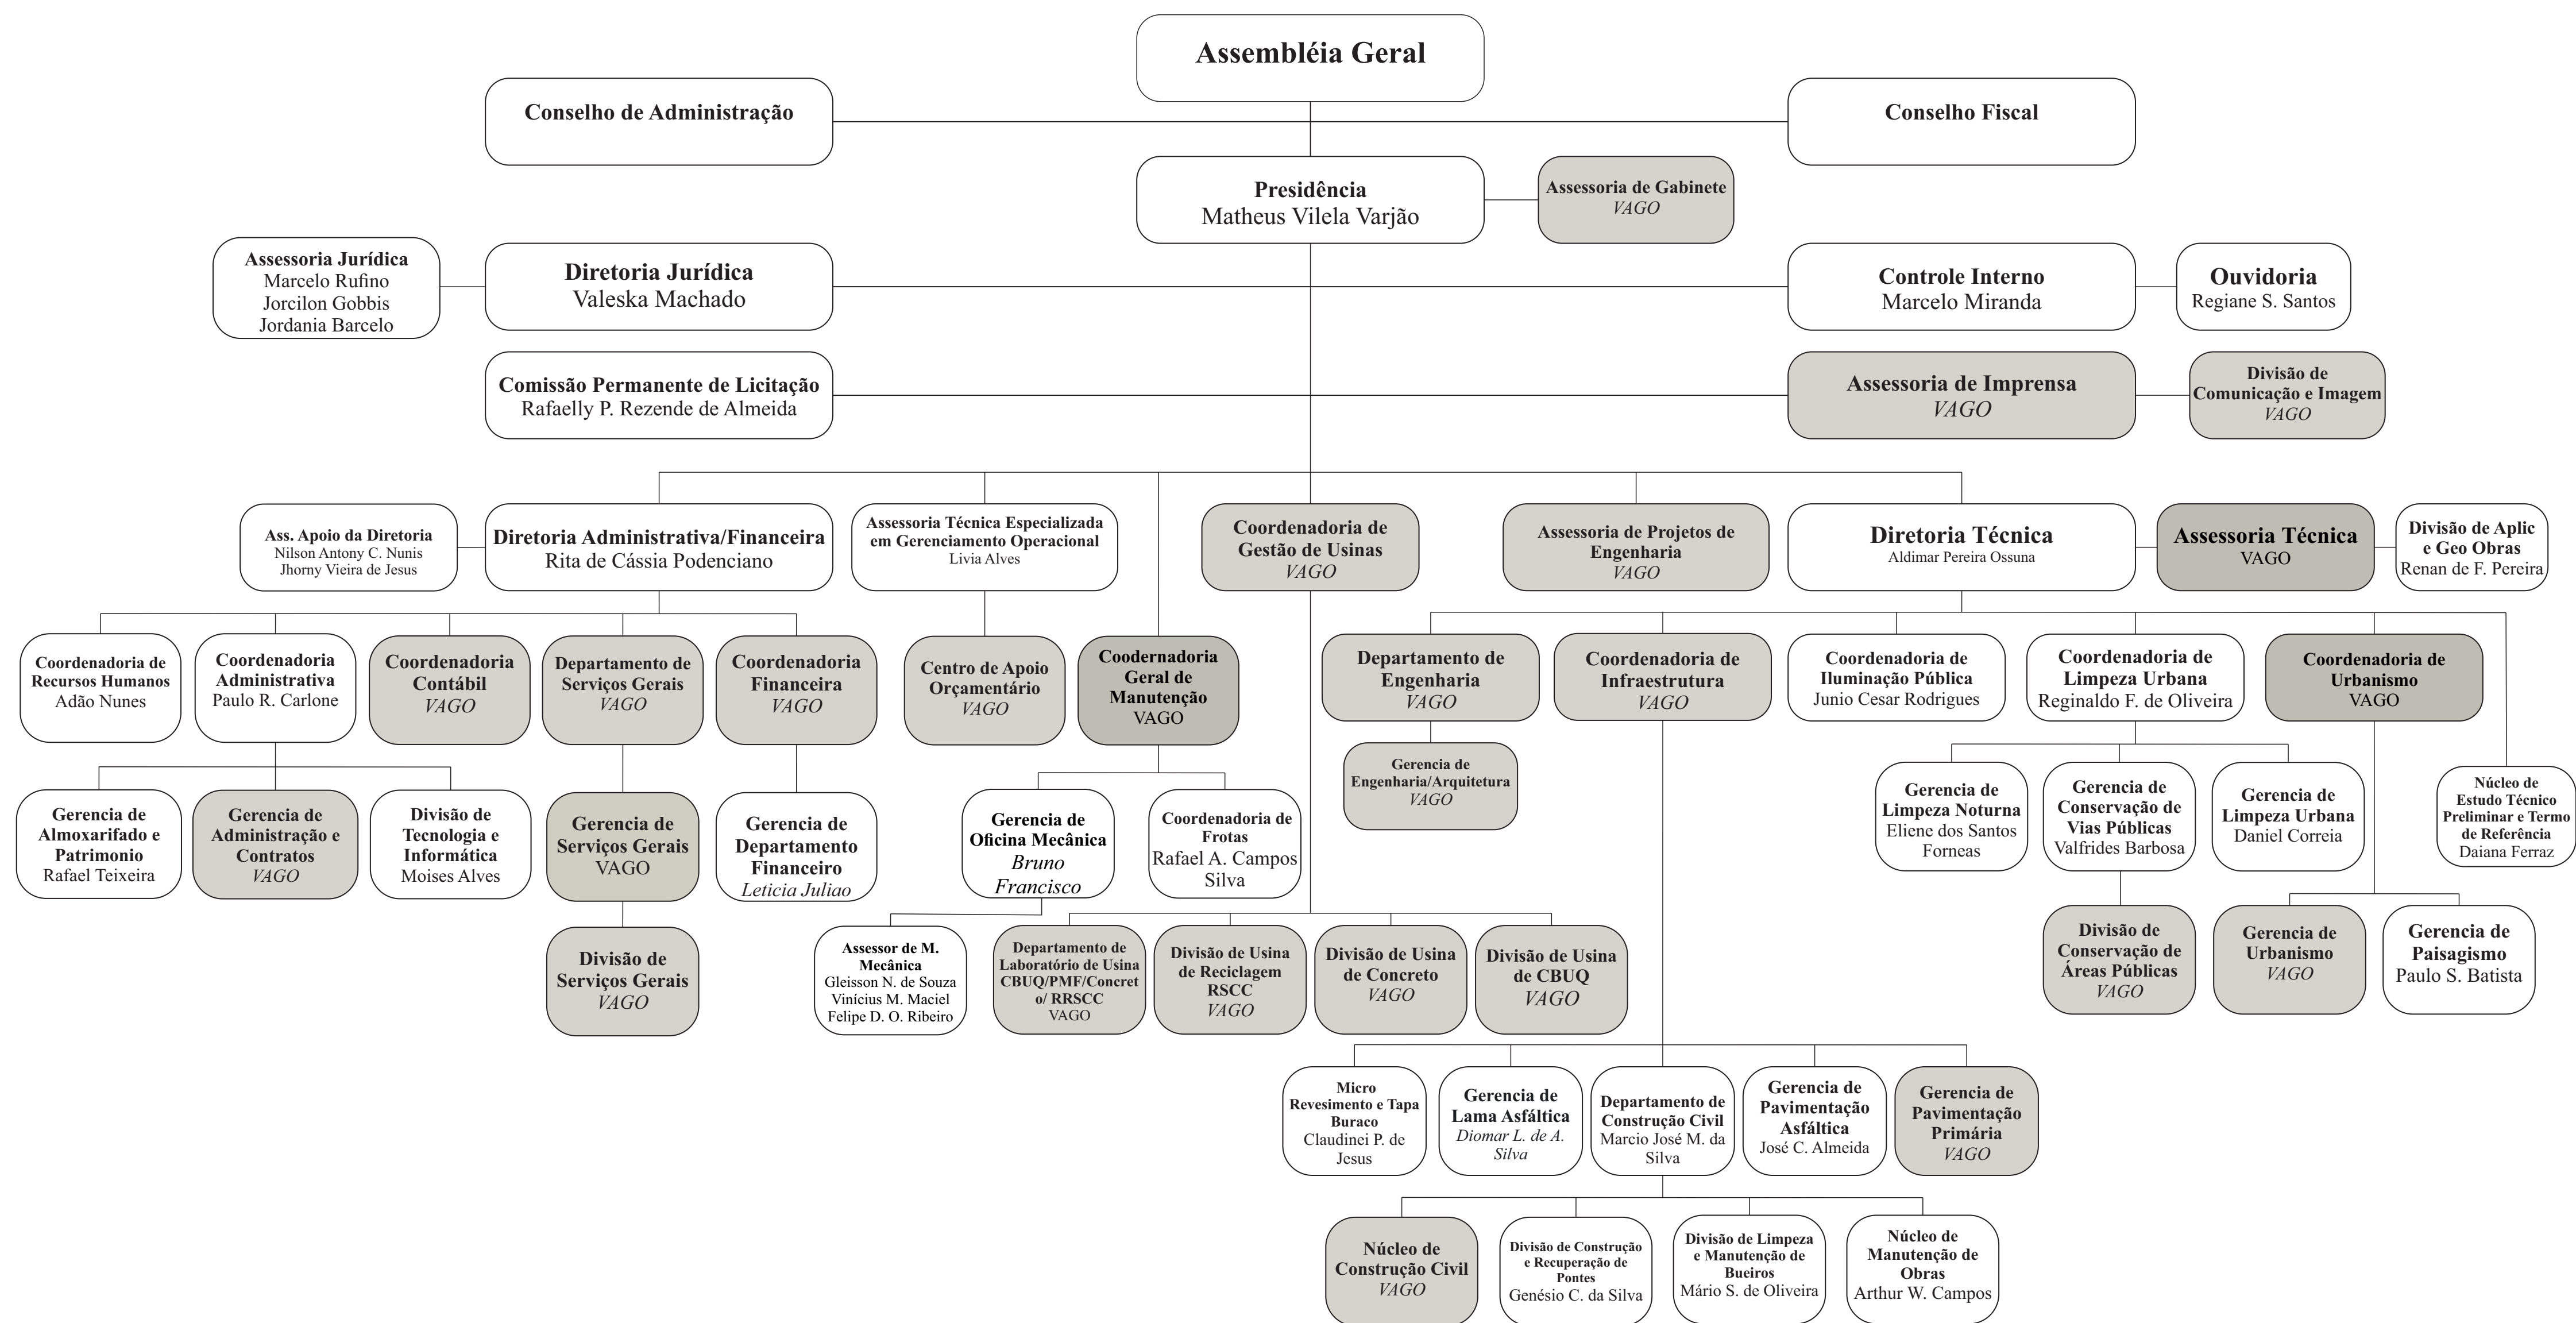 Assembléia Geral
Conselho de Administração
Conselho Fiscal
Presidência
Matheus Vilela Varjão
Assessoria de Gabinete
VAGO
Assessoria Jurídica
Marcelo Rufino
Jorcilon Gobbis
Jordania Barcelo
Diretoria Jurídica
Valeska Machado
Controle Interno
Marcelo Miranda
Ouvidoria
Regiane S. Santos
Comissão Permanente de Licitação
Rafaelly P. Rezende de Almeida
Assessoria de Imprensa
VAGO
Divisão de
Comunicação e Imagem
VAGO
Ass. Apoio da Diretoria
Nilson Antony C. Nunis
Jhorny Vieira de Jesus
Diretoria Administrativa/Financeira
Rita de Cássia Podenciano
Assessoria Técnica Especializada
em Gerenciamento Operacional
Livia Alves
Coordenadoria de
Gestão de Usinas
VAGO
Assessoria de Projetos de
Engenharia
VAGO
Diretoria Técnica
Aldimar Pereira Ossuna
Assessoria Técnica
VAGO
Divisão de Aplic
e Geo Obras
Renan de F. Pereira
Coordenadoria de
Recursos Humanos
Adão Nunes
Coordenadoria
Administrativa
Paulo R. Carlone
Coordenadoria
Contábil
VAGO
Departamento de
Serviços Gerais
VAGO
Coordenadoria
Financeira
VAGO
Centro de Apoio
Orçamentário
VAGO
Coodernadoria
Geral de
Manutenção
VAGO
Departamento de
Engenharia
VAGO
Coordenadoria de
Infraestrutura
VAGO
Coordenadoria de
Iluminação Pública
Junio Cesar Rodrigues
Coordenadoria de
Limpeza Urbana
Reginaldo F. de Oliveira
Coordenadoria de
Urbanismo
VAGO
Gerencia de
Engenharia/Arquitetura
VAGO
Gerencia de
Almoxarifado e
Patrimonio
Rafael Teixeira
Gerencia de
Administração e
Contratos
VAGO
Divisão de
Tecnologia e
Informática
Moises Alves
Gerencia de
Serviços Gerais
VAGO
Gerencia de
Departamento
Financeiro
Leticia Juliao
Gerencia de
Oficina Mecânica
Bruno
Francisco
Coordenadoria de
Frotas
Rafael A. Campos
Silva
Gerencia de
Limpeza Noturna
Eliene dos Santos
Forneas
Gerencia de
Conservação de
Vias Públicas
Valfrides Barbosa
Gerencia de
Limpeza Urbana
Daniel Correia
Núcleo de
Estudo Técnico
Preliminar e Termo
de Referência
Daiana Ferraz
Divisão de
Serviços Gerais
VAGO
Assessor de M.
Mecânica
Gleisson N. de Souza
Vinícius M. Maciel
Felipe D. O. Ribeiro
Departamento de
Laboratório de Usina
CBUQ/PMF/Concret
o/ RRSCC
VAGO
Divisão de Usina
de Reciclagem
RSCC
VAGO
Divisão de Usina
de Concreto
VAGO
Divisão de Usina
de CBUQ
VAGO
Divisão de
Conservação de
Áreas Públicas
VAGO
Gerencia de
Urbanismo
VAGO
Gerencia de
Paisagismo
Paulo S. Batista
Micro
Revesimento e Tapa
Buraco
Claudinei P. de
Jesus
Gerencia de
Lama Asfáltica
Diomar L. de A.
Silva
Departamento de
Construção Civil
Marcio José M. da
Silva
Gerencia de
Pavimentação
Asfáltica
José C. Almeida
Gerencia de
Pavimentação
Primária
VAGO
Núcleo de
Construção Civil
VAGO
Divisão de Construção
e Recuperação de
Pontes
Genésio C. da Silva
Divisão de Limpeza
e Manutenção de
Bueiros
Mário S. de Oliveira
Núcleo de
Manutenção de
Obras
Arthur W. Campos